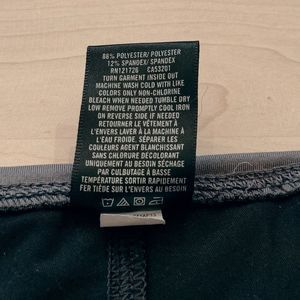 88% POLYESTER/ POLYESTER
12% SPANDEX/ SPANDEX
RN121726 CA53201
TURN GARMENT INSIDE OUT
MACHINE WASH COLD WITH LIKE
COLORS ONLY NON-CHLORINE
BLEACH WHEN NEEDED TUMBLE DRY
LOW REMOVE PROMPTLY COOL IRON
ON REVERSE SIDE IF NEEDED
RETOURNER LE VÊTEMENT À
L'ENVERS LAVER À LA MACHINE À
L'EAU FROIDE. SÉPARER LES
COULEURS AGENT BLANCHISSANT
SANS CHLORURE DÉCOLORANT
UNIQUEMENT AU BESOIN SÉCHAGE
PAR CULBUTAGE À BASSE
TEMPÉRATURE SORTIR RAPIDEMENT
FER TIÈDE SUR L'ENVERS AU BESOIN